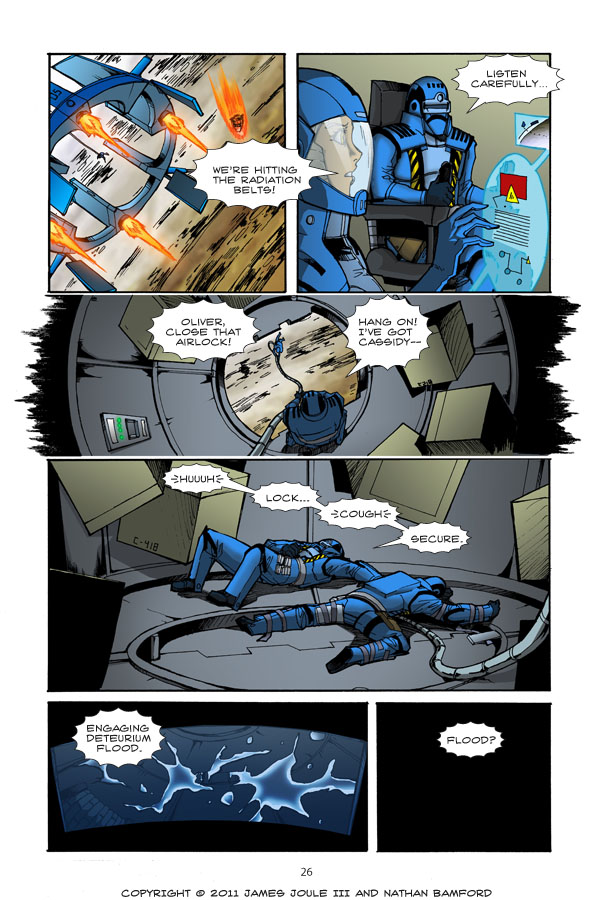 WE'RE HITTING
THE RADIATION
BELTS!
LISTEN
CAREFULLY...
OLIVER,
CLOSE THAT
AIRLOCK!
HANG ON!
I'VE GOT
CASSIDY--
HUUUH
LOCK...
COUGH
SECURE.
C-418
ENGAGING
DETEURIUM
FLOOD.
FLOOD?
26
COPYRIGHT © 2011 JAMES JOULE III AND NATHAN BAMFORD